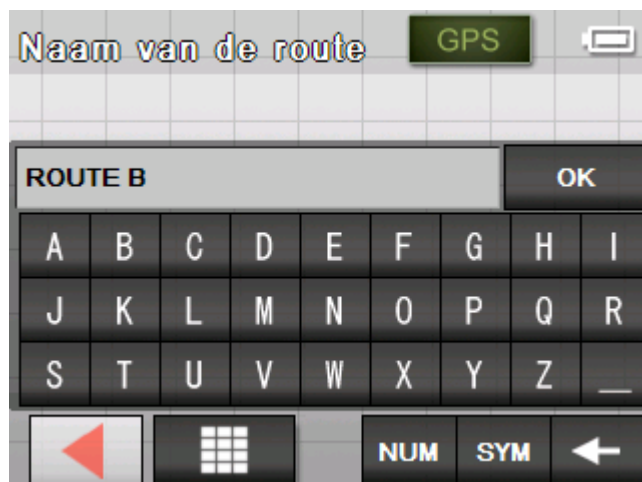 Naam van de route GPS
ROUTE B OK
A B C D E F G H I
J K L M N O P Q R
S T U V W X Y Z _
NUM SYM